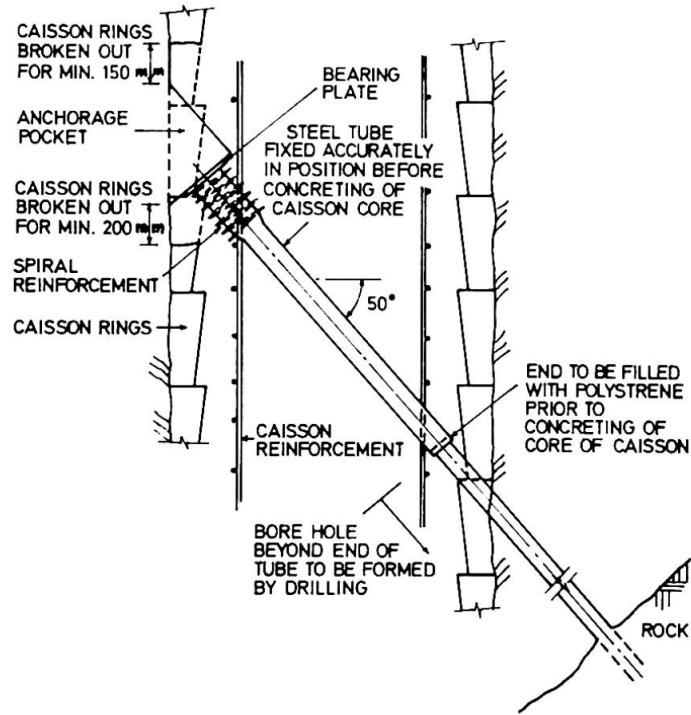 CAISSON RINGS
BROKEN OUT
FOR MIN. 150 mm
ANCHORAGE
POCKET
CAISSON RINGS
BROKEN OUT
FOR MIN. 200 mm
SPIRAL
REINFORCEMENT
CAISSON RINGS
BEARING
PLATE
STEEL TUBE
FIXED ACCURATELY
IN POSITION BEFORE
CONCRETING OF
CAISSON CORE
50°
END TO BE FILLED
WITH POLYSTRENE
PRIOR TO
CONCRETING OF
CORE OF CAISSON
CAISSON
REINFORCEMENT
BORE HOLE
BEYOND END OF
TUBE TO BE FORMED
BY DRILLING
ROCK